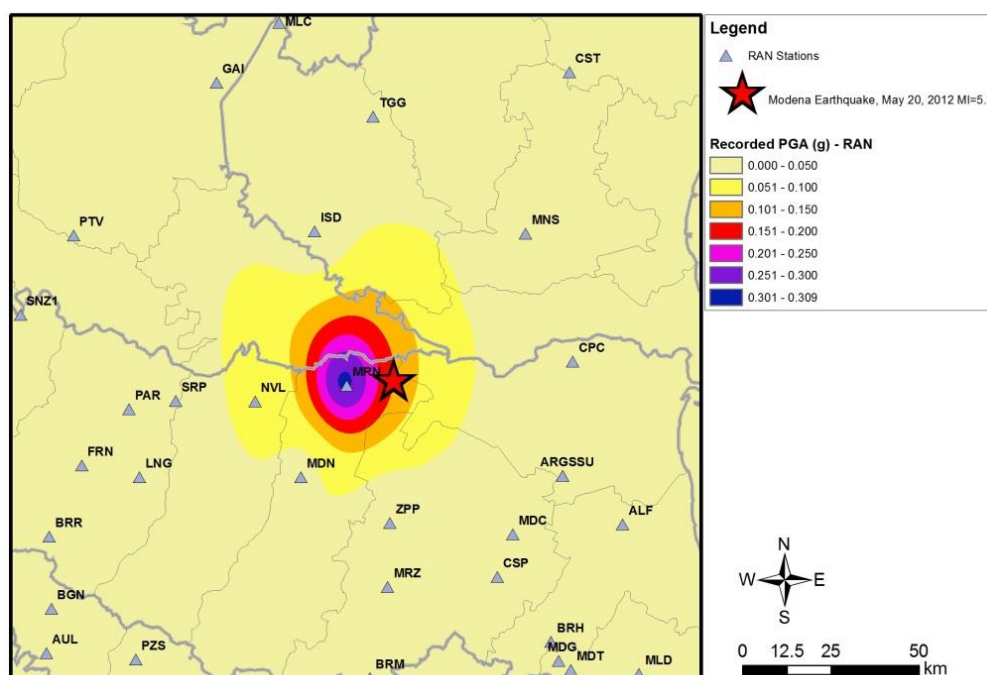 MLC
CST
GAI
TGG
PTV
ISD
MNS
SNZ1
CPC
MRN
SRP
NVL
PAR
FRN
LNG
MDN
ARGSSU
ZPP
MDC
ALF
BRR
CSP
MRZ
BGN
AUL
PZS
BRH
MDG
MDT
BRM
MLD
Legend
RAN Stations
Modena Earthquake, May 20, 2012 Ml=5.
Recorded PGA (g) - RAN
0.000 - 0.050
0.051 - 0.100
0.101 - 0.150
0.151 - 0.200
0.201 - 0.250
0.251 - 0.300
0.301 - 0.309
N
W E
S
0 12.5 25 50
km